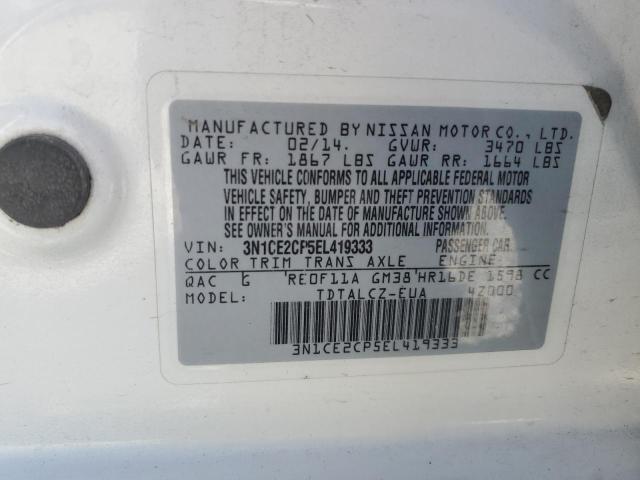 MANUFACTURED BY NISSAN MOTOR CO., LTD.
DATE: 02/14. GVWR: 3470 LBS
GAWR FR: 1867 LBS GAWR RR: 1664 LBS
THIS VEHICLE CONFORMS TO ALL APPLICABLE FEDERAL MOTOR
VEHICLE SAFETY, BUMPER AND THEFT PREVENTION STANDARDS
IN EFFECT ON THE DATE OF MANUFACTURE SHOWN ABOVE.
SEE OWNER'S MANUAL FOR ADDITIONAL INFORMATION.
VIN: 3N1CE2CP5EL419333 PASSENGER CAR
COLOR TRIM TRANS AXLE ENGINE:
QAC G RE0F11A GM38 HR16DE 1598 CC
MODEL: TDTALCZ-EUA 42000
3N1CE2CP5EL419333